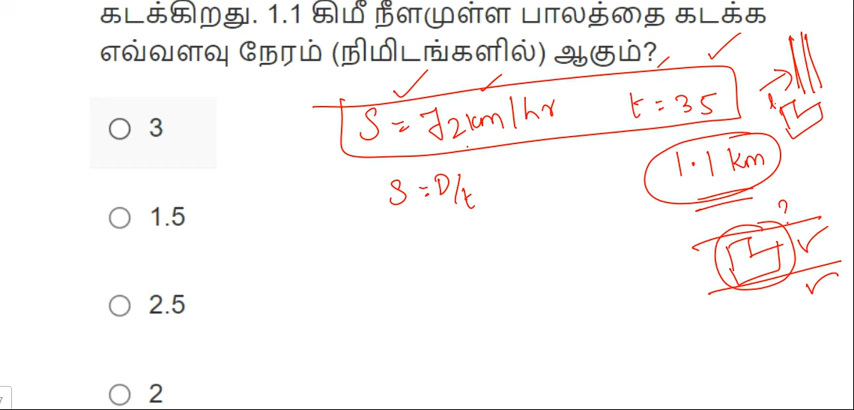 கடக்கிறது. 1.1 கிமீ நீளமுள்ள பாலத்தை கடக்க
எவ்வளவு நேரம் (நிமிடங்களில்) ஆகும்?
S = 72km/hr t = 35
1.1 km
S = D/t
?
3
1.5
2.5
2